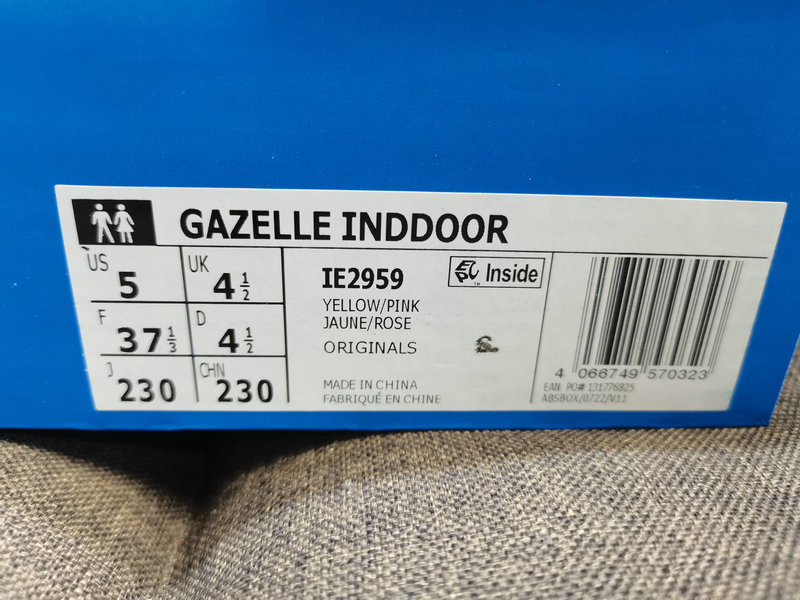 GAZELLE INDDOOR
US 5
UK 4 1/2
F 37 1/3
D 4 1/2
J 230
CHN 230
IE2959
Inside
YELLOW/PINK
JAUNE/ROSE
ORIGINALS
MADE IN CHINA
FABRIQUÉ EN CHINE
4 066749 570323
EAN PO# 131776825
ABSBOX/0722/V11